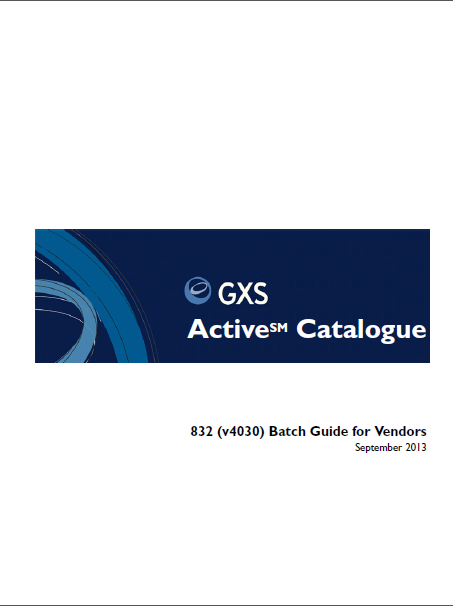 GXS
Active℠ Catalogue
832 (v4030) Batch Guide for Vendors
September 2013